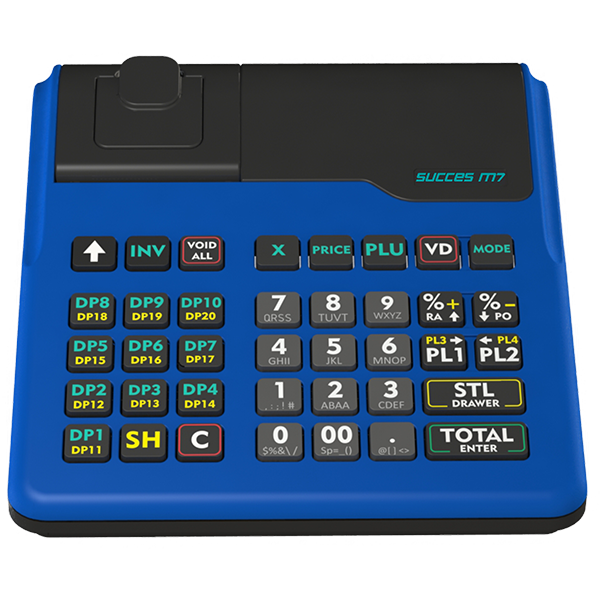 SUCCES M7
INV VOID ALL X PRICE PLU VD MODE
DP8 DP9 DP10 7 8 9 %+ %-
DP18 DP19 DP20 QRSS TUVT WXYZ RA PO
DP5 DP6 DP7 4 5 6 PL3 PL4
DP15 DP16 DP17 GHII JKL MNOP PL1 PL2
DP2 DP3 DP4 1 2 3 STL
DP12 DP13 DP14 .,:;!# ABAA CDEF DRAWER
DP1 SH C 0 00 . TOTAL
DP11 $%&\/ Sp=_() @[]<> ENTER